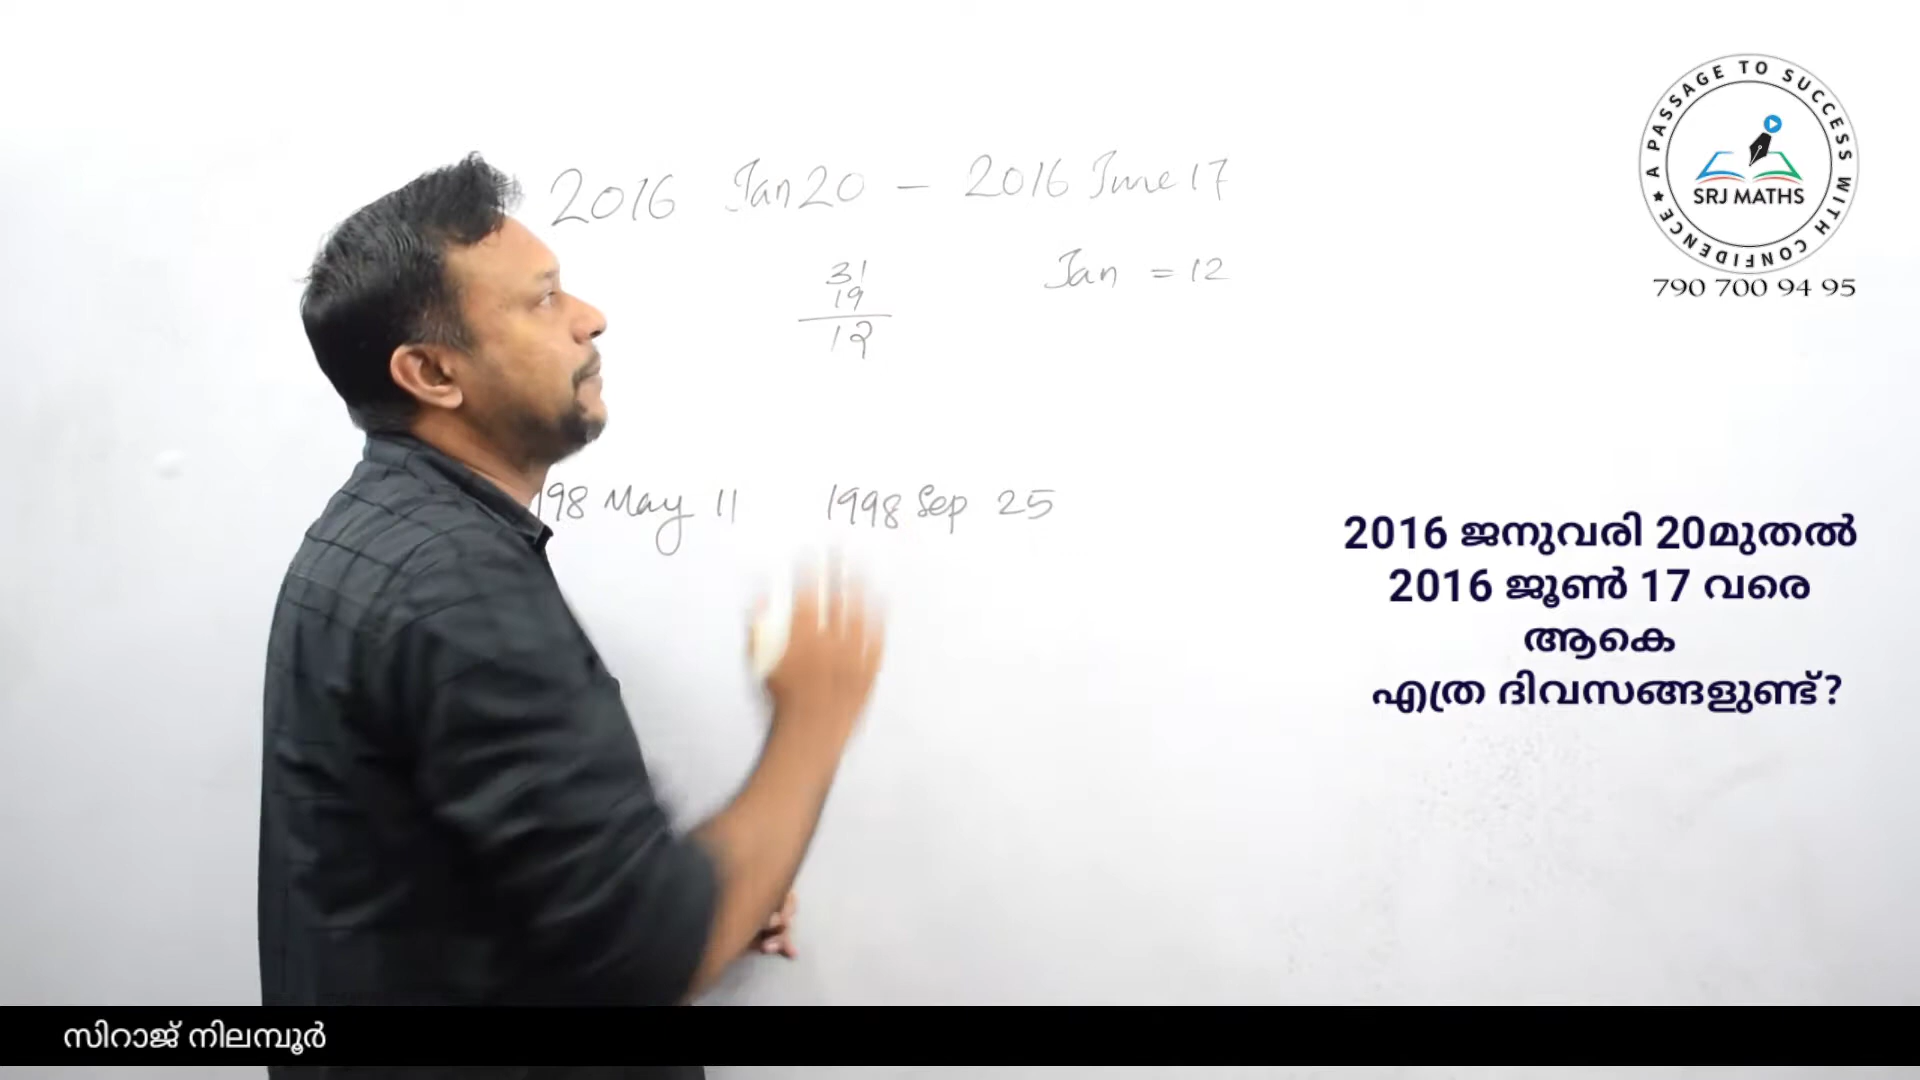 A PASSAGE TO SUCCESS WITH CONFIDENCE
SRJ MATHS
790 700 94 95
2016 Jan 20 - 2016 June 17
31
19
12
Jan = 12
98 May 11 1998 Sep 25
2016 ജനുവരി 20മുതൽ
2016 ജൂൺ 17 വരെ
ആകെ
എത്ര ദിവസങ്ങളുണ്ട്?
സിറാജ് നിലമ്പൂർ